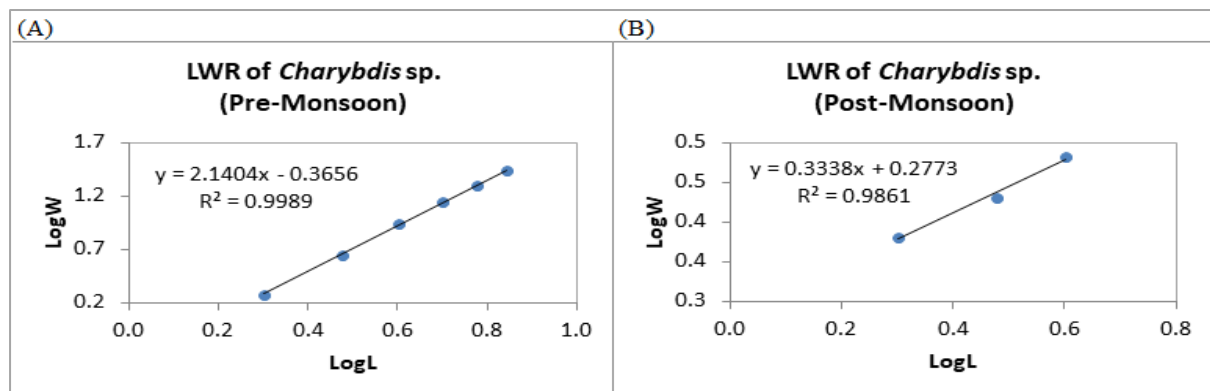 (A)
LWR of Charybdis sp.
(Pre-Monsoon)
y = 2.1404x - 0.3656
R² = 0.9989
LogW
1.7
1.2
0.7
0.2
0.0 0.2 0.4 0.6 0.8 1.0
LogL
(B)
LWR of Charybdis sp.
(Post-Monsoon)
y = 0.3338x + 0.2773
R² = 0.9861
LogW
0.5
0.5
0.4
0.4
0.3
0.0 0.2 0.4 0.6 0.8
LogL